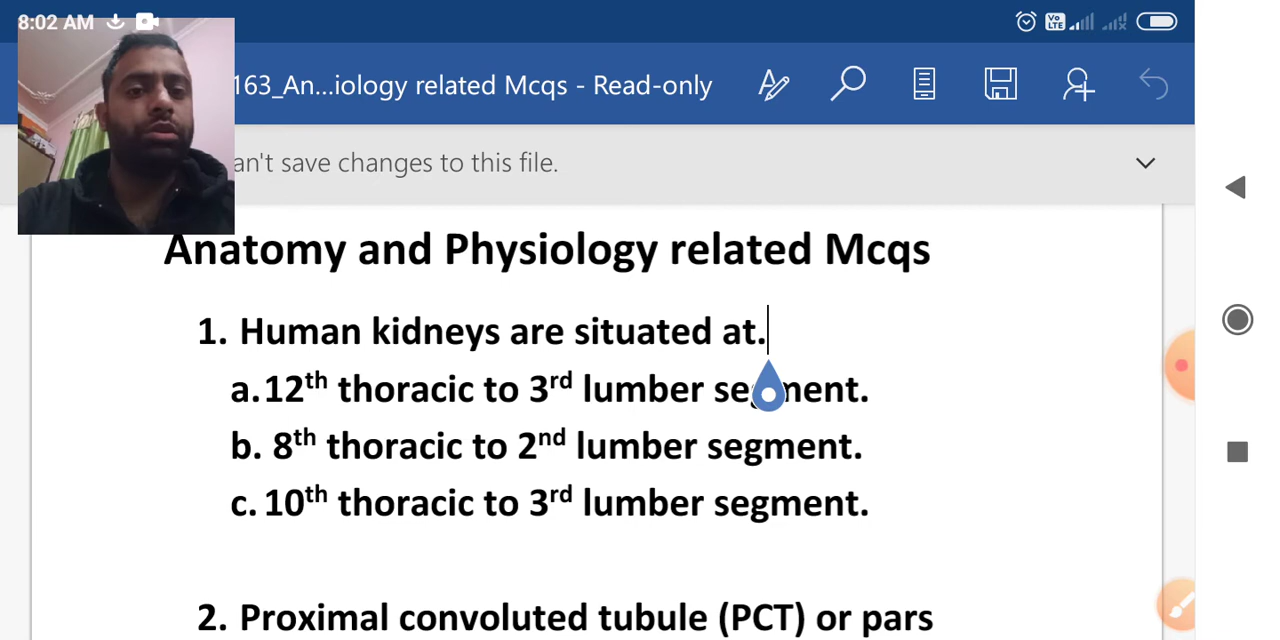 8:02 AM
Vo LTE
163_An...iology related Mcqs - Read-only
an't save changes to this file.
Anatomy and Physiology related Mcqs
1. Human kidneys are situated at.
a. 12th thoracic to 3rd lumber segment.
b. 8th thoracic to 2nd lumber segment.
c. 10th thoracic to 3rd lumber segment.
2. Proximal convoluted tubule (PCT) or pars